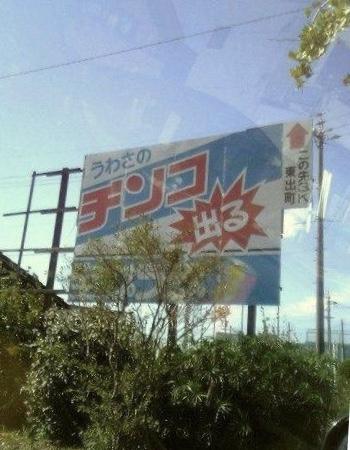 うわさの
チンコ
出る
この先
東出町